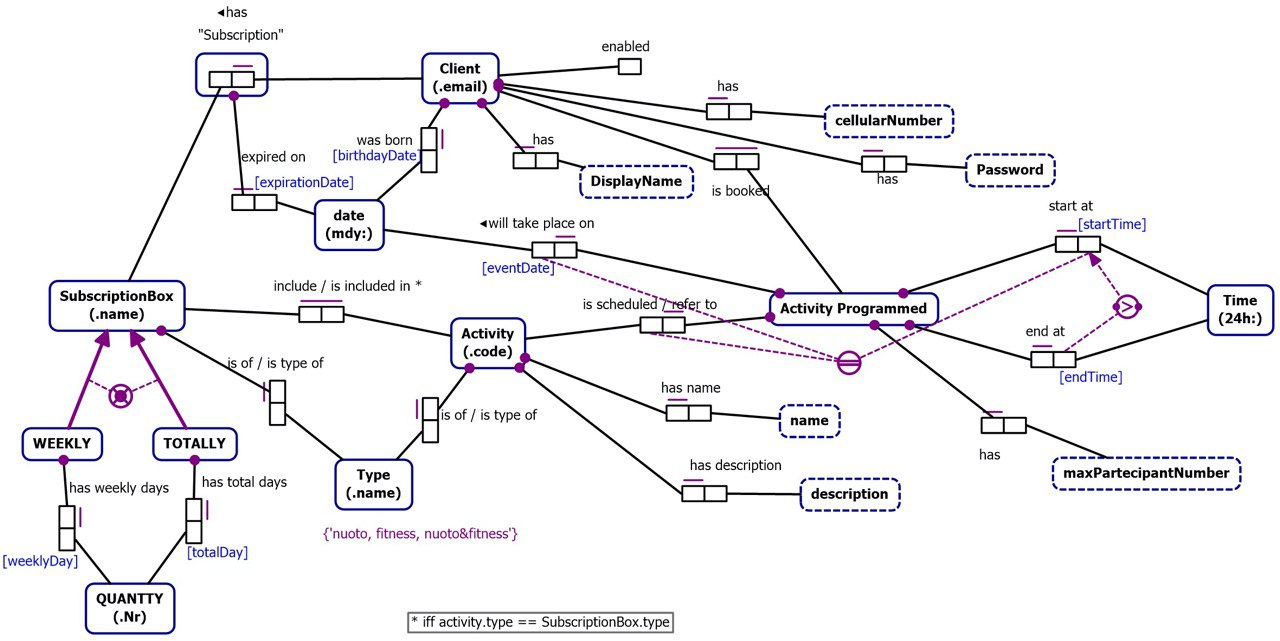 ◄has
"Subscription"
enabled
Client
(.email)
has
cellularNumber
was born
[birthdayDate]
has
DisplayName
is booked
has
Password
expired on
[expirationDate]
date
(mdy:)
◄will take place on
[eventDate]
start at
[startTime]
SubscriptionBox
(.name)
include / is included in *
is scheduled / refer to
Activity Programmed
Time
(24h:)
Activity
(.code)
end at
[endTime]
is of / is type of
is of / is type of
has name
name
WEEKLY
TOTALLY
has
maxPartecipantNumber
Type
(.name)
has description
description
has weekly days
has total days
{'nuoto, fitness, nuoto&fitness'}
[weeklyDay]
[totalDay]
QUANTTY
(.Nr)
* iff activity.type == SubscriptionBox.type